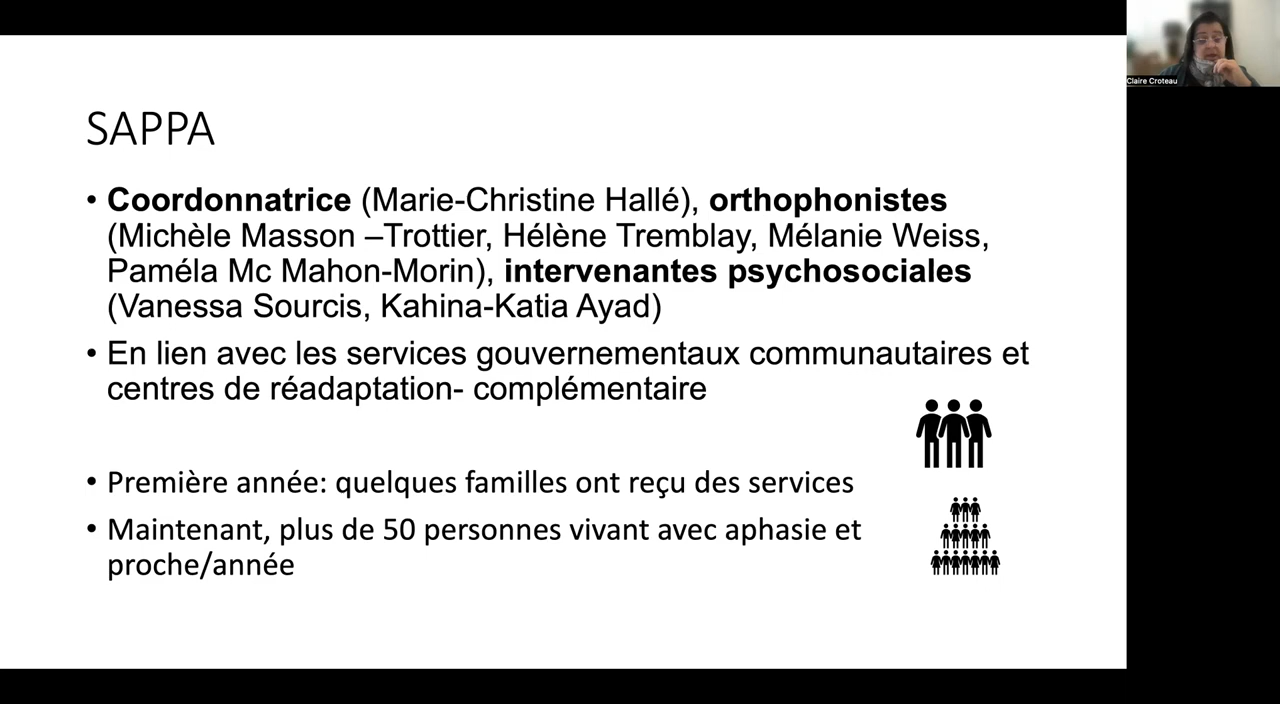 SAPPA
• Coordonnatrice (Marie-Christine Hallé), orthophonistes
(Michèle Masson –Trottier, Hélène Tremblay, Mélanie Weiss,
Paméla Mc Mahon-Morin), intervenantes psychosociales
(Vanessa Sourcis, Kahina-Katia Ayad)
• En lien avec les services gouvernementaux communautaires et
centres de réadaptation- complémentaire
• Première année: quelques familles ont reçu des services
• Maintenant, plus de 50 personnes vivant avec aphasie et
proche/année
Claire Croteau